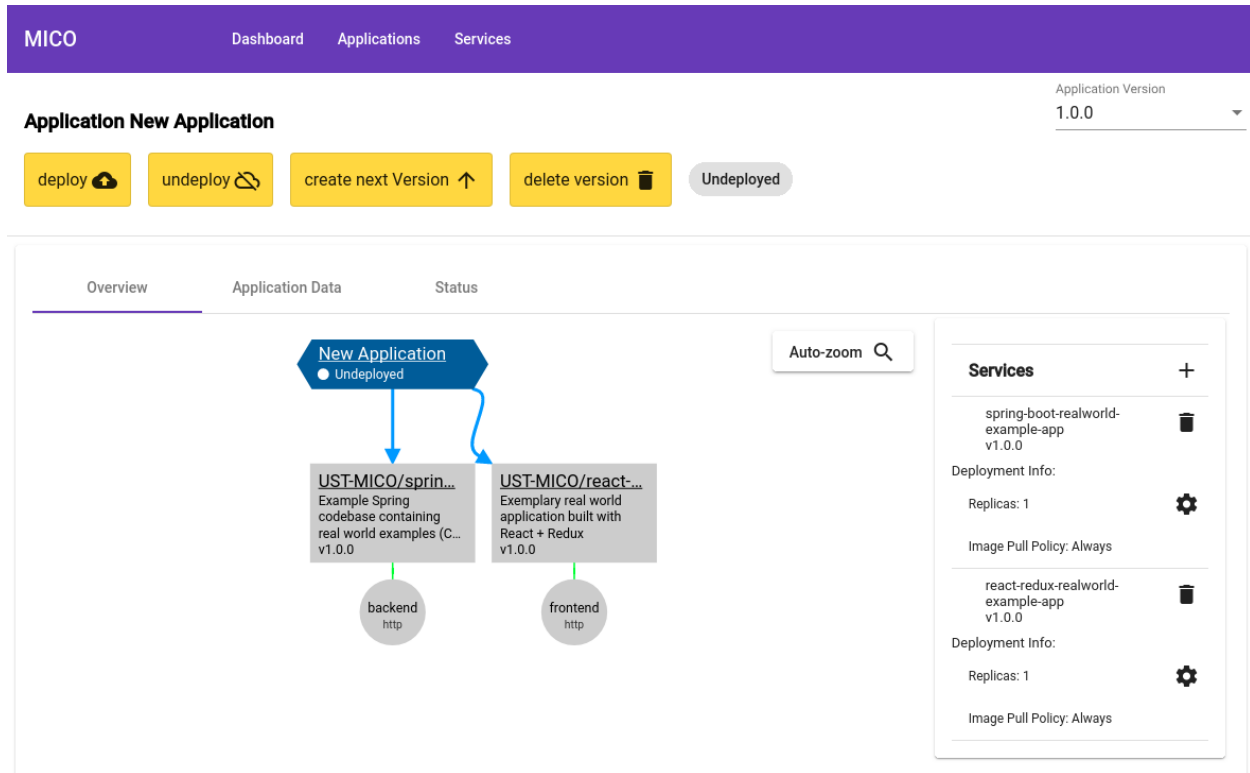 MICO Dashboard Applications Services
Application Version
1.0.0
Application New Application
deploy undeploy create next Version delete version Undeployed
Overview Application Data Status
New Application
Undeployed
Auto-zoom
UST-MICO/sprin...
Example Spring
codebase containing
real world examples (C...
v1.0.0
UST-MICO/react-...
Exemplary real world
application built with
React + Redux
v1.0.0
backend
http
frontend
http
Services
spring-boot-realworld-
example-app
v1.0.0
Deployment Info:
Replicas: 1
Image Pull Policy: Always
react-redux-realworld-
example-app
v1.0.0
Deployment Info:
Replicas: 1
Image Pull Policy: Always